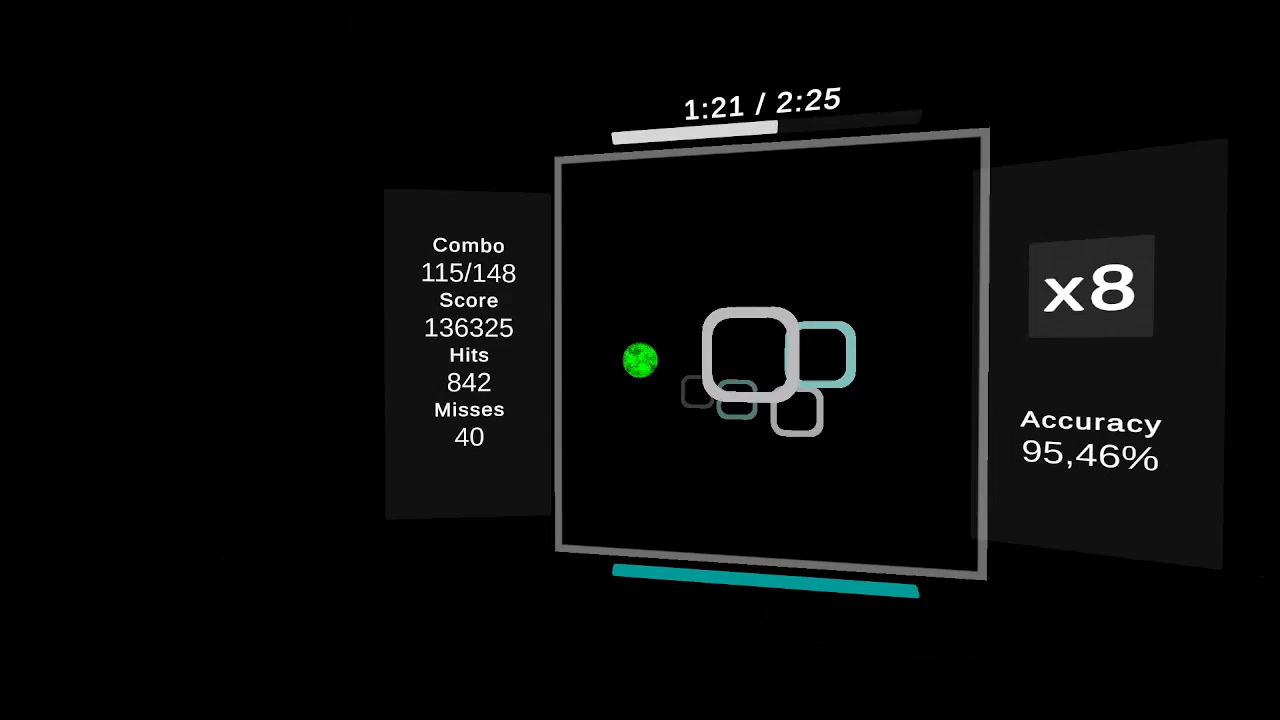 1:21 / 2:25
Combo
115/148
Score
136325
Hits
842
Misses
40
x8
Accuracy
95,46%